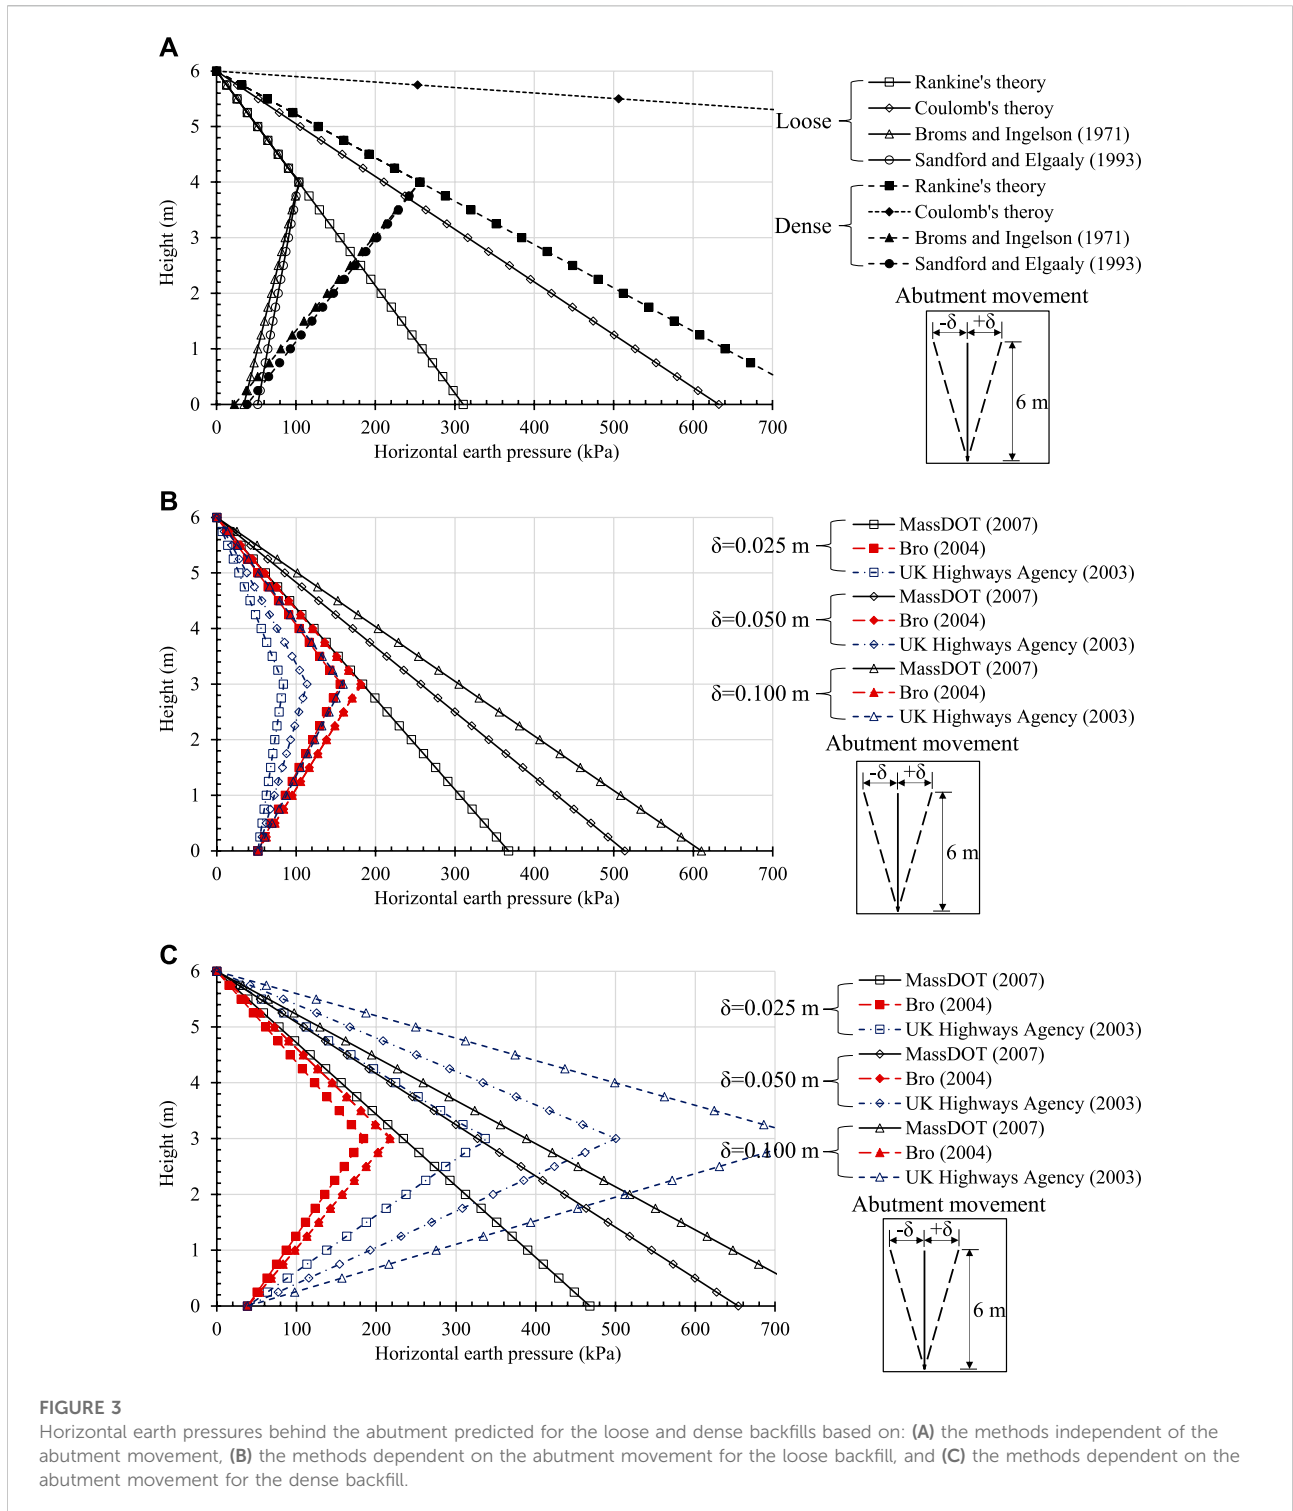 A
6
5
4
3
2
1
0
Height (m)
0 100 200 300 400 500 600 700
Horizontal earth pressure (kPa)
Loose
Rankine's theory
Coulomb's theroy
Broms and Ingelson (1971)
Sandford and Elgaaly (1993)
Dense
Rankine's theory
Coulomb's theroy
Broms and Ingelson (1971)
Sandford and Elgaaly (1993)
Abutment movement
-δ +δ
6 m
B
6
5
4
3
2
1
0
Height (m)
0 100 200 300 400 500 600 700
Horizontal earth pressure (kPa)
δ=0.025 m
MassDOT (2007)
Bro (2004)
UK Highways Agency (2003)
δ=0.050 m
MassDOT (2007)
Bro (2004)
UK Highways Agency (2003)
δ=0.100 m
MassDOT (2007)
Bro (2004)
UK Highways Agency (2003)
Abutment movement
-δ +δ
6 m
C
6
5
4
3
2
1
0
Height (m)
0 100 200 300 400 500 600 700
Horizontal earth pressure (kPa)
δ=0.025 m
MassDOT (2007)
Bro (2004)
UK Highways Agency (2003)
δ=0.050 m
MassDOT (2007)
Bro (2004)
UK Highways Agency (2003)
δ=0.100 m
MassDOT (2007)
Bro (2004)
UK Highways Agency (2003)
Abutment movement
-δ +δ
6 m
FIGURE 3
Horizontal earth pressures behind the abutment predicted for the loose and dense backfills based on: (A) the methods independent of the
abutment movement, (B) the methods dependent on the abutment movement for the loose backfill, and (C) the methods dependent on the
abutment movement for the dense backfill.